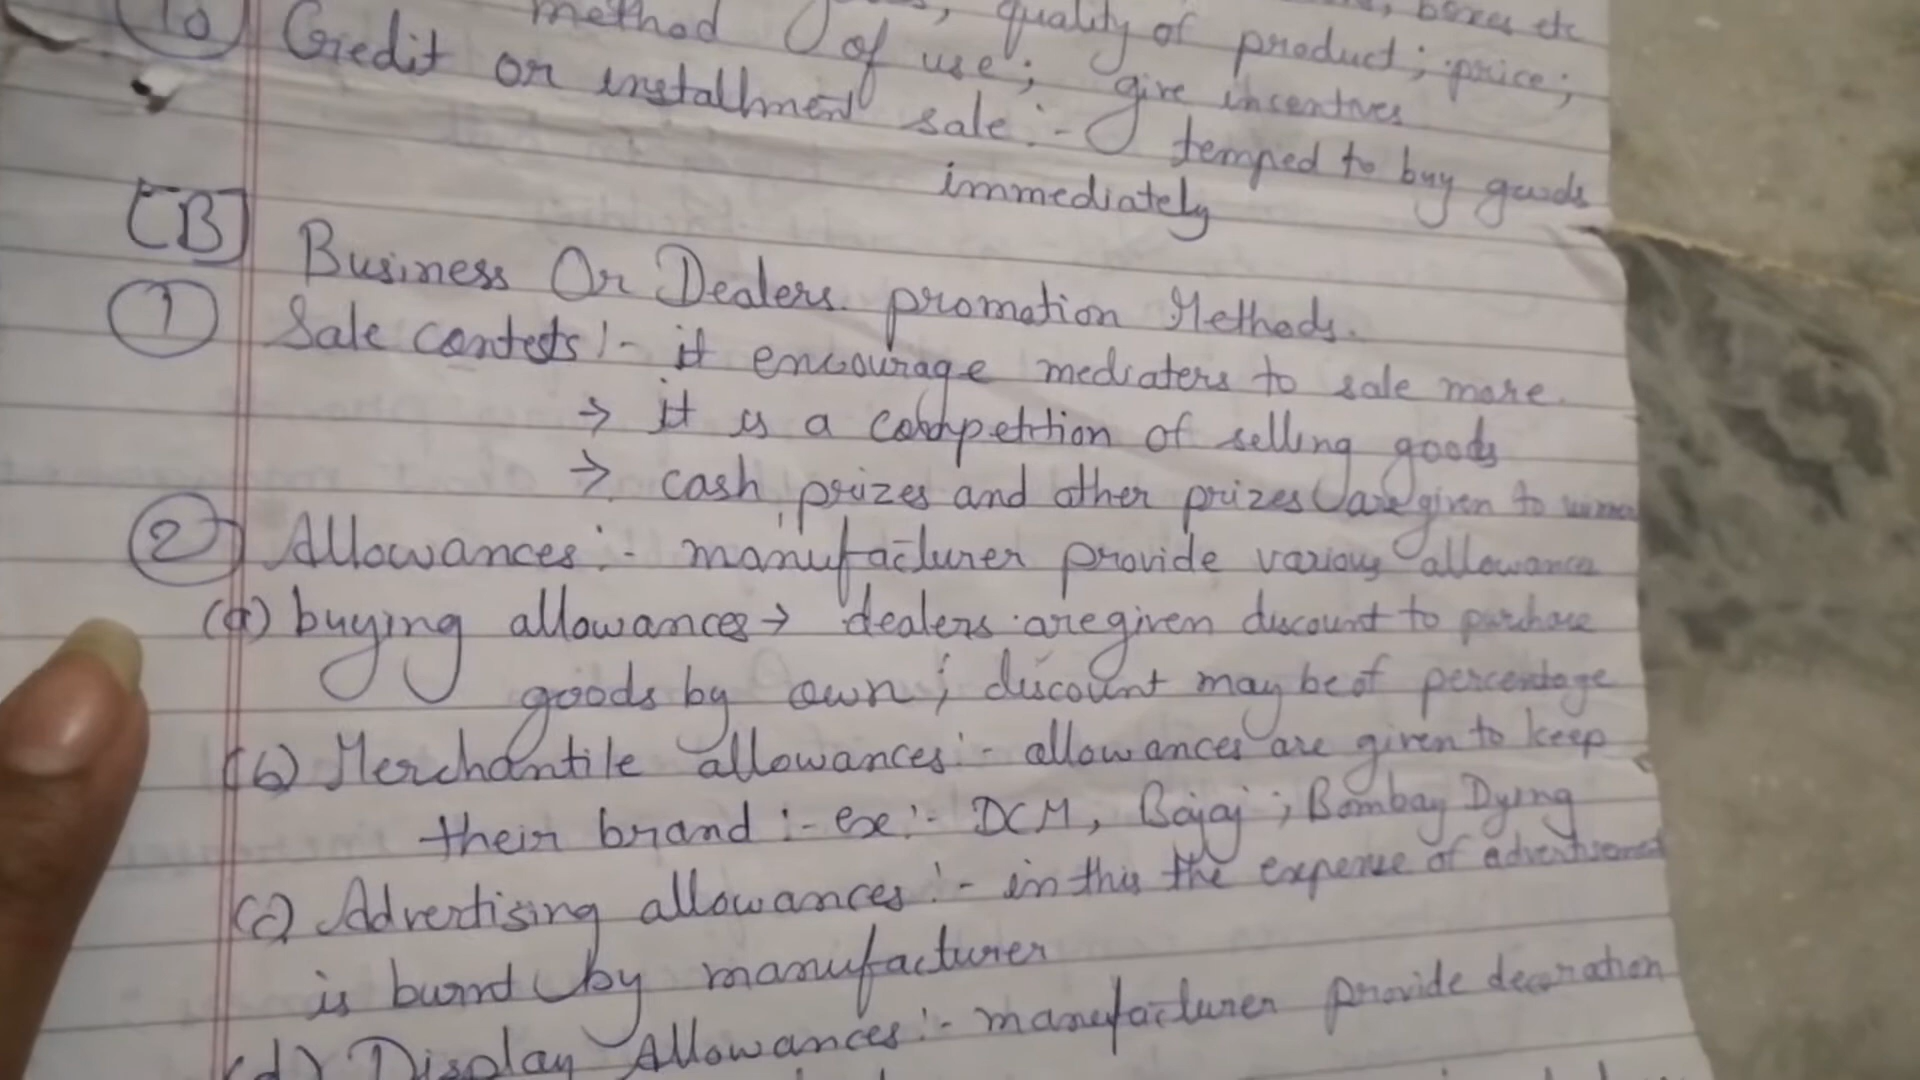 , boxes etc
method of use; quality of product; price;
10 Credit or installment sale :- give incentives
temped to buy goods
immediately
[B] Business Or Dealers promotion Methods.
1 Sale contests :- it encourage mediaters to sale more.
→ it is a competition of selling goods
→ cash prizes and other prizes are given to
2 Allowances :- manufacturer provide various allowance
(a) buying allowances → dealers are given discount to purchase
goods by own ; discount may be of percentage
(b) Merchantile allowances :- allowances are given to keep
their brand :- ex :- DCM, Bajaj ; Bombay Dying
(c) Advertising allowances :- in this the expense of advertisement
is burnd by manufacturer
(d) Display Allowances :- manufacturer provide decoration